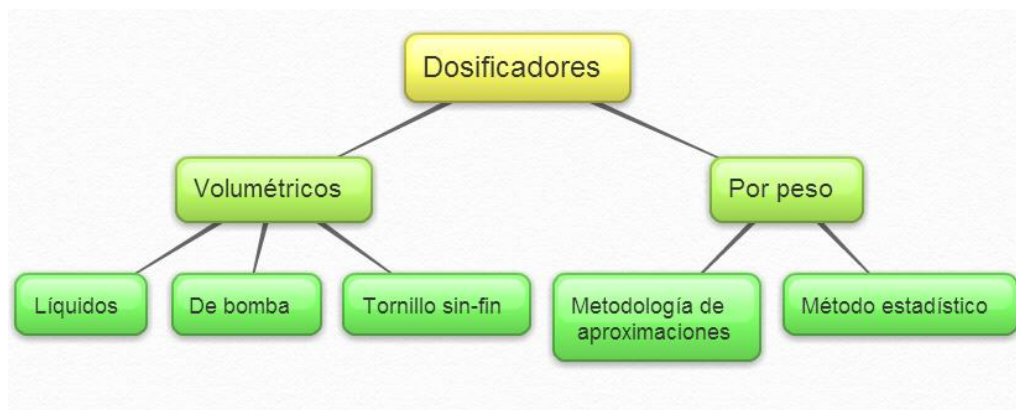 Dosificadores
Volumétricos
Por peso
Líquidos
De bomba
Tornillo sin-fin
Metodología de
aproximaciones
Método estadístico